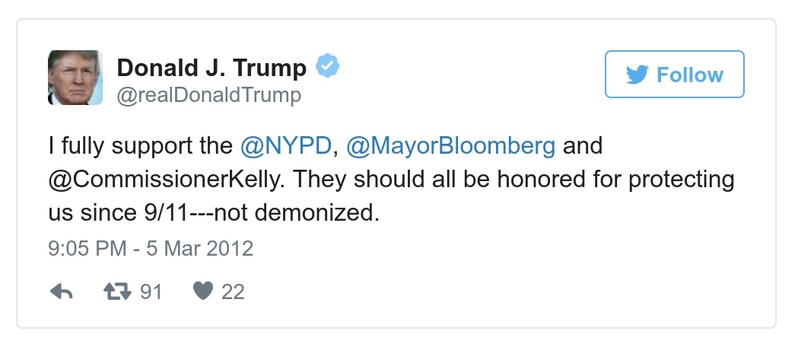 Donald J. Trump
@realDonaldTrump
Follow
I fully support the @NYPD, @MayorBloomberg and
@CommissionerKelly. They should all be honored for protecting
us since 9/11---not demonized.
9:05 PM - 5 Mar 2012
91 22